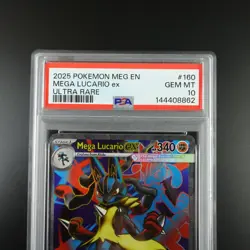 2025 POKEMON MEG EN #160
MEGA LUCARIO ex GEM MT
ULTRA RARE PSA 10
144408862
Mega Lucario ex 340